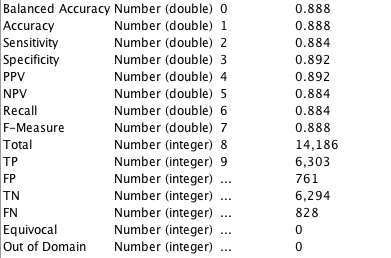 Balanced Accuracy Number (double) 0 0.888
Accuracy Number (double) 1 0.888
Sensitivity Number (double) 2 0.884
Specificity Number (double) 3 0.892
PPV Number (double) 4 0.892
NPV Number (double) 5 0.884
Recall Number (double) 6 0.884
F-Measure Number (double) 7 0.888
Total Number (integer) 8 14,186
TP Number (integer) 9 6,303
FP Number (integer) ... 761
TN Number (integer) ... 6,294
FN Number (integer) ... 828
Equivocal Number (integer) ... 0
Out of Domain Number (integer) ... 0